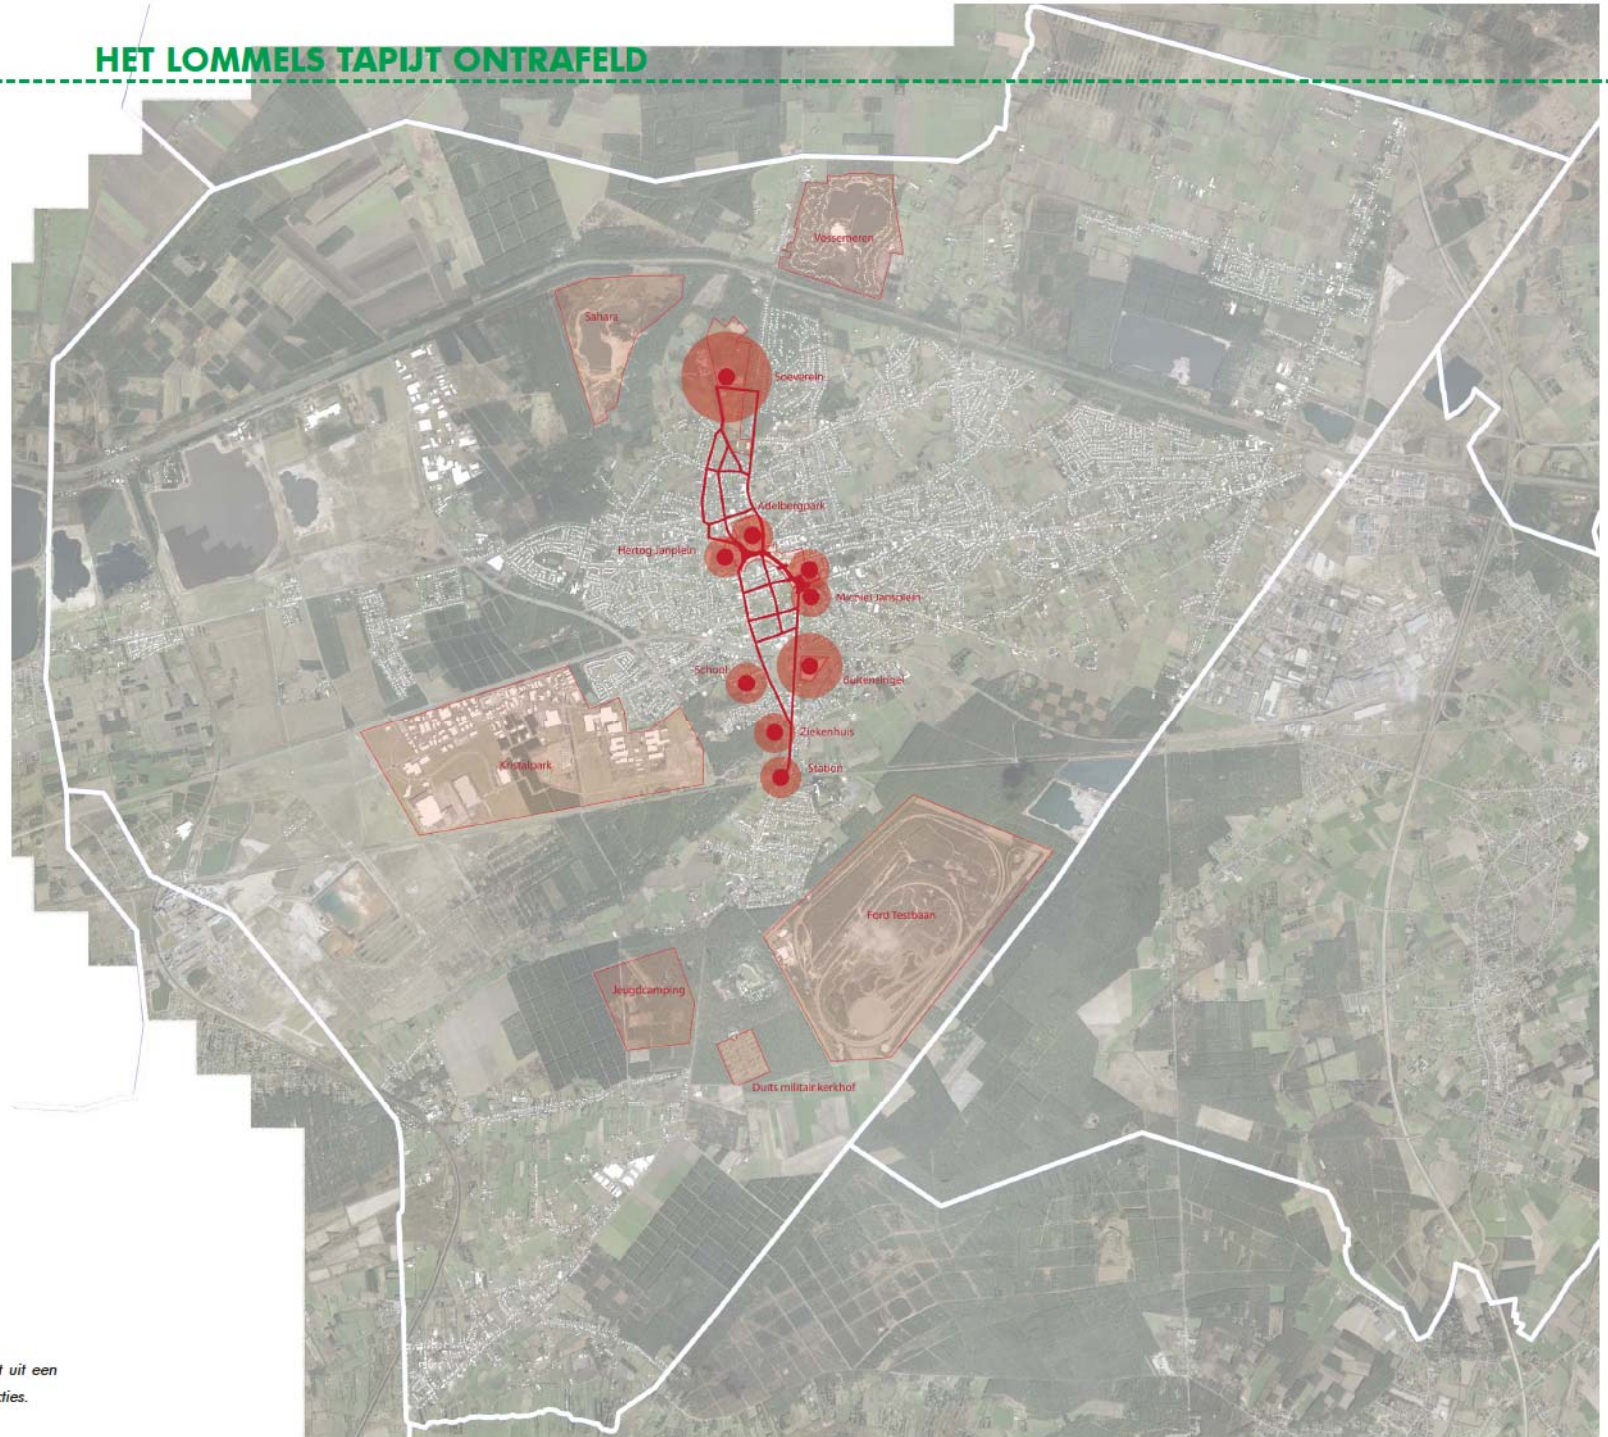 HET LOMMELS TAPIJT ONTRAFELD
Vossemeren
Sahara
Soeverein
Adelbergpark
Hertog Janplein
Michiel Jansplein
School
Buitensingel
Ziekenhuis
Kristalpark
Station
Ford Testbaan
Jeugdcamping
Duits militair kerkhof
t uit een
ties.